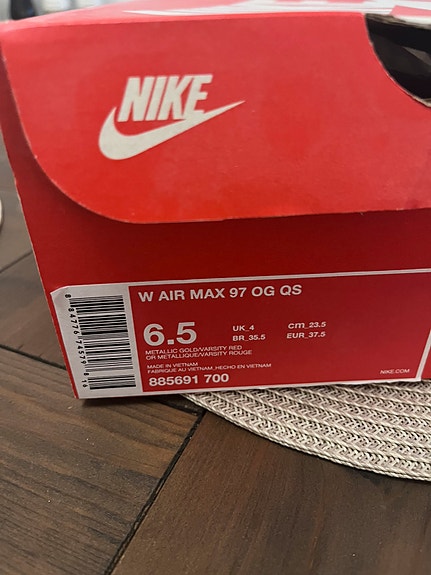 NIKE
W AIR MAX 97 OG QS
6.5
UK_4
cm_23.5
BR_35.5
EUR_37.5
METALLIC GOLD/VARSITY RED
OR METALLIQUE/VARSITY ROUGE
MADE IN VIETNAM
FABRIQUE AU VIETNAM_HECHO EN VIETNAM
885691 700
NIKE.COM